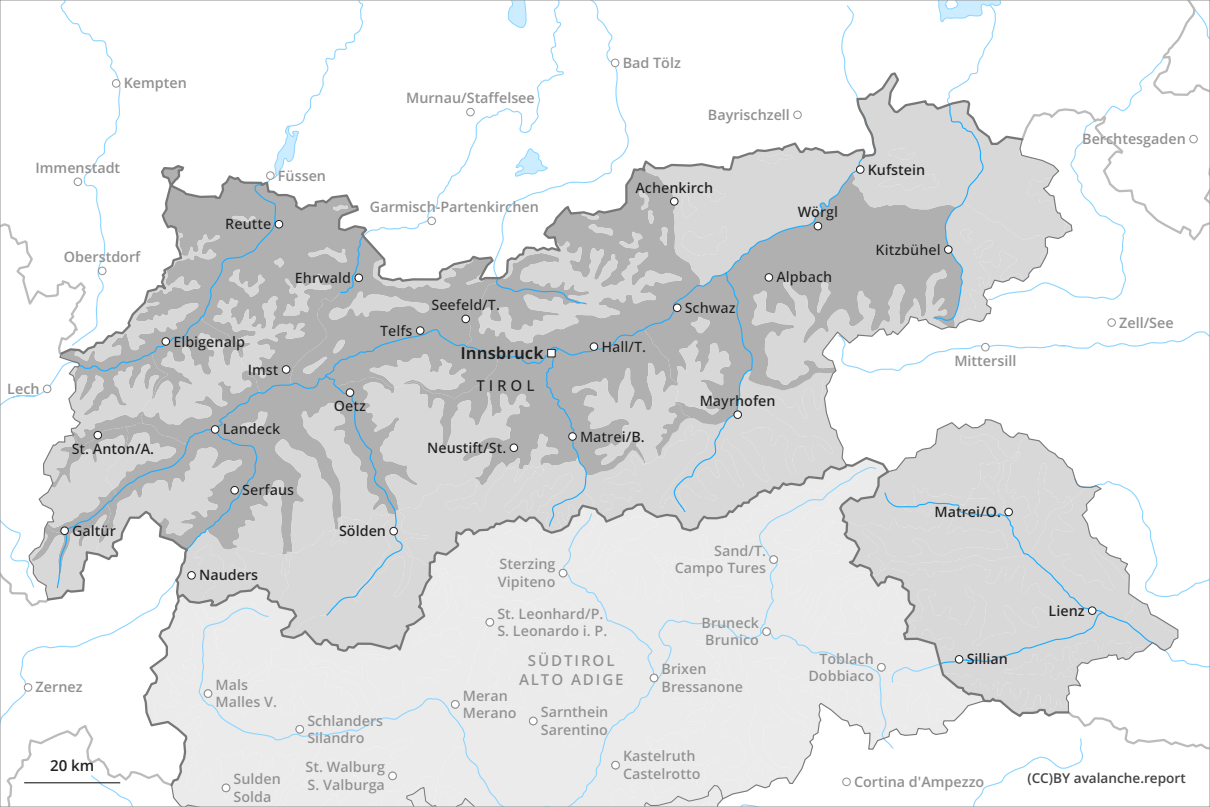 Kempten
Bad Tölz
Murnau/Staffelsee
Bayrischzell
Berchtesgaden
Immenstadt
Füssen
Kufstein
Achenkirch
Garmisch-Partenkirchen
Reutte
Wörgl
Oberstdorf
Kitzbühel
Ehrwald
Alpbach
Seefeld/T.
Schwaz
Telfs
Zell/See
Elbigenalp
Innsbruck
Hall/T.
Mittersill
Imst
TIROL
Lech
Oetz
Mayrhofen
Landeck
Matrei/B.
St. Anton/A.
Neustift/St.
Serfaus
Matrei/O.
Galtür
Sölden
Sand/T.
Campo Tures
Sterzing
Vipiteno
Nauders
Lienz
St. Leonhard/P.
S. Leonardo i. P.
Bruneck
Brunico
SÜDTIROL
ALTO ADIGE
Toblach
Dobbiaco
Sillian
Brixen
Bressanone
Zernez
Mals
Malles V.
Meran
Merano
Sarnthein
Sarentino
Schlanders
Silandro
Kastelruth
Castelrotto
St. Walburg
S. Valburga
20 km
Sulden
Solda
Cortina d'Ampezzo
(CC)BY avalanche.report